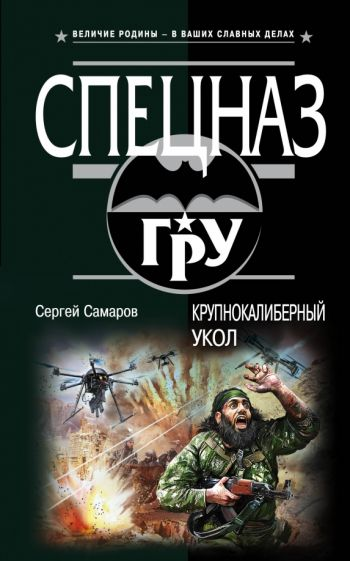 ВЕЛИЧИЕ РОДИНЫ – В ВАШИХ СЛАВНЫХ ДЕЛАХ
СПЕЦНАЗ
ГРУ
Сергей Самаров
КРУПНОКАЛИБЕРНЫЙ
УКОЛ